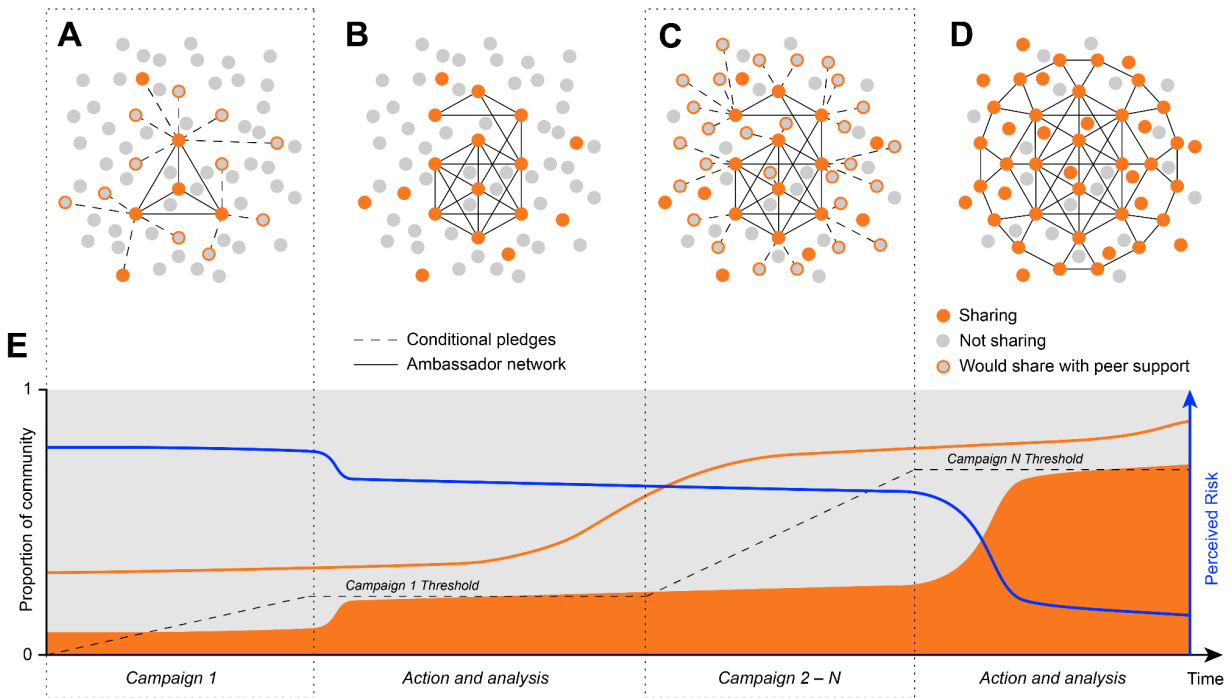 A
B
C
D
Conditional pledges
Ambassador network
Sharing
Not sharing
Would share with peer support
E
1
0
Proportion of community
Campaign 1 Threshold
Campaign N Threshold
Perceived Risk
Campaign 1
Action and analysis
Campaign 2 – N
Action and analysis
Time